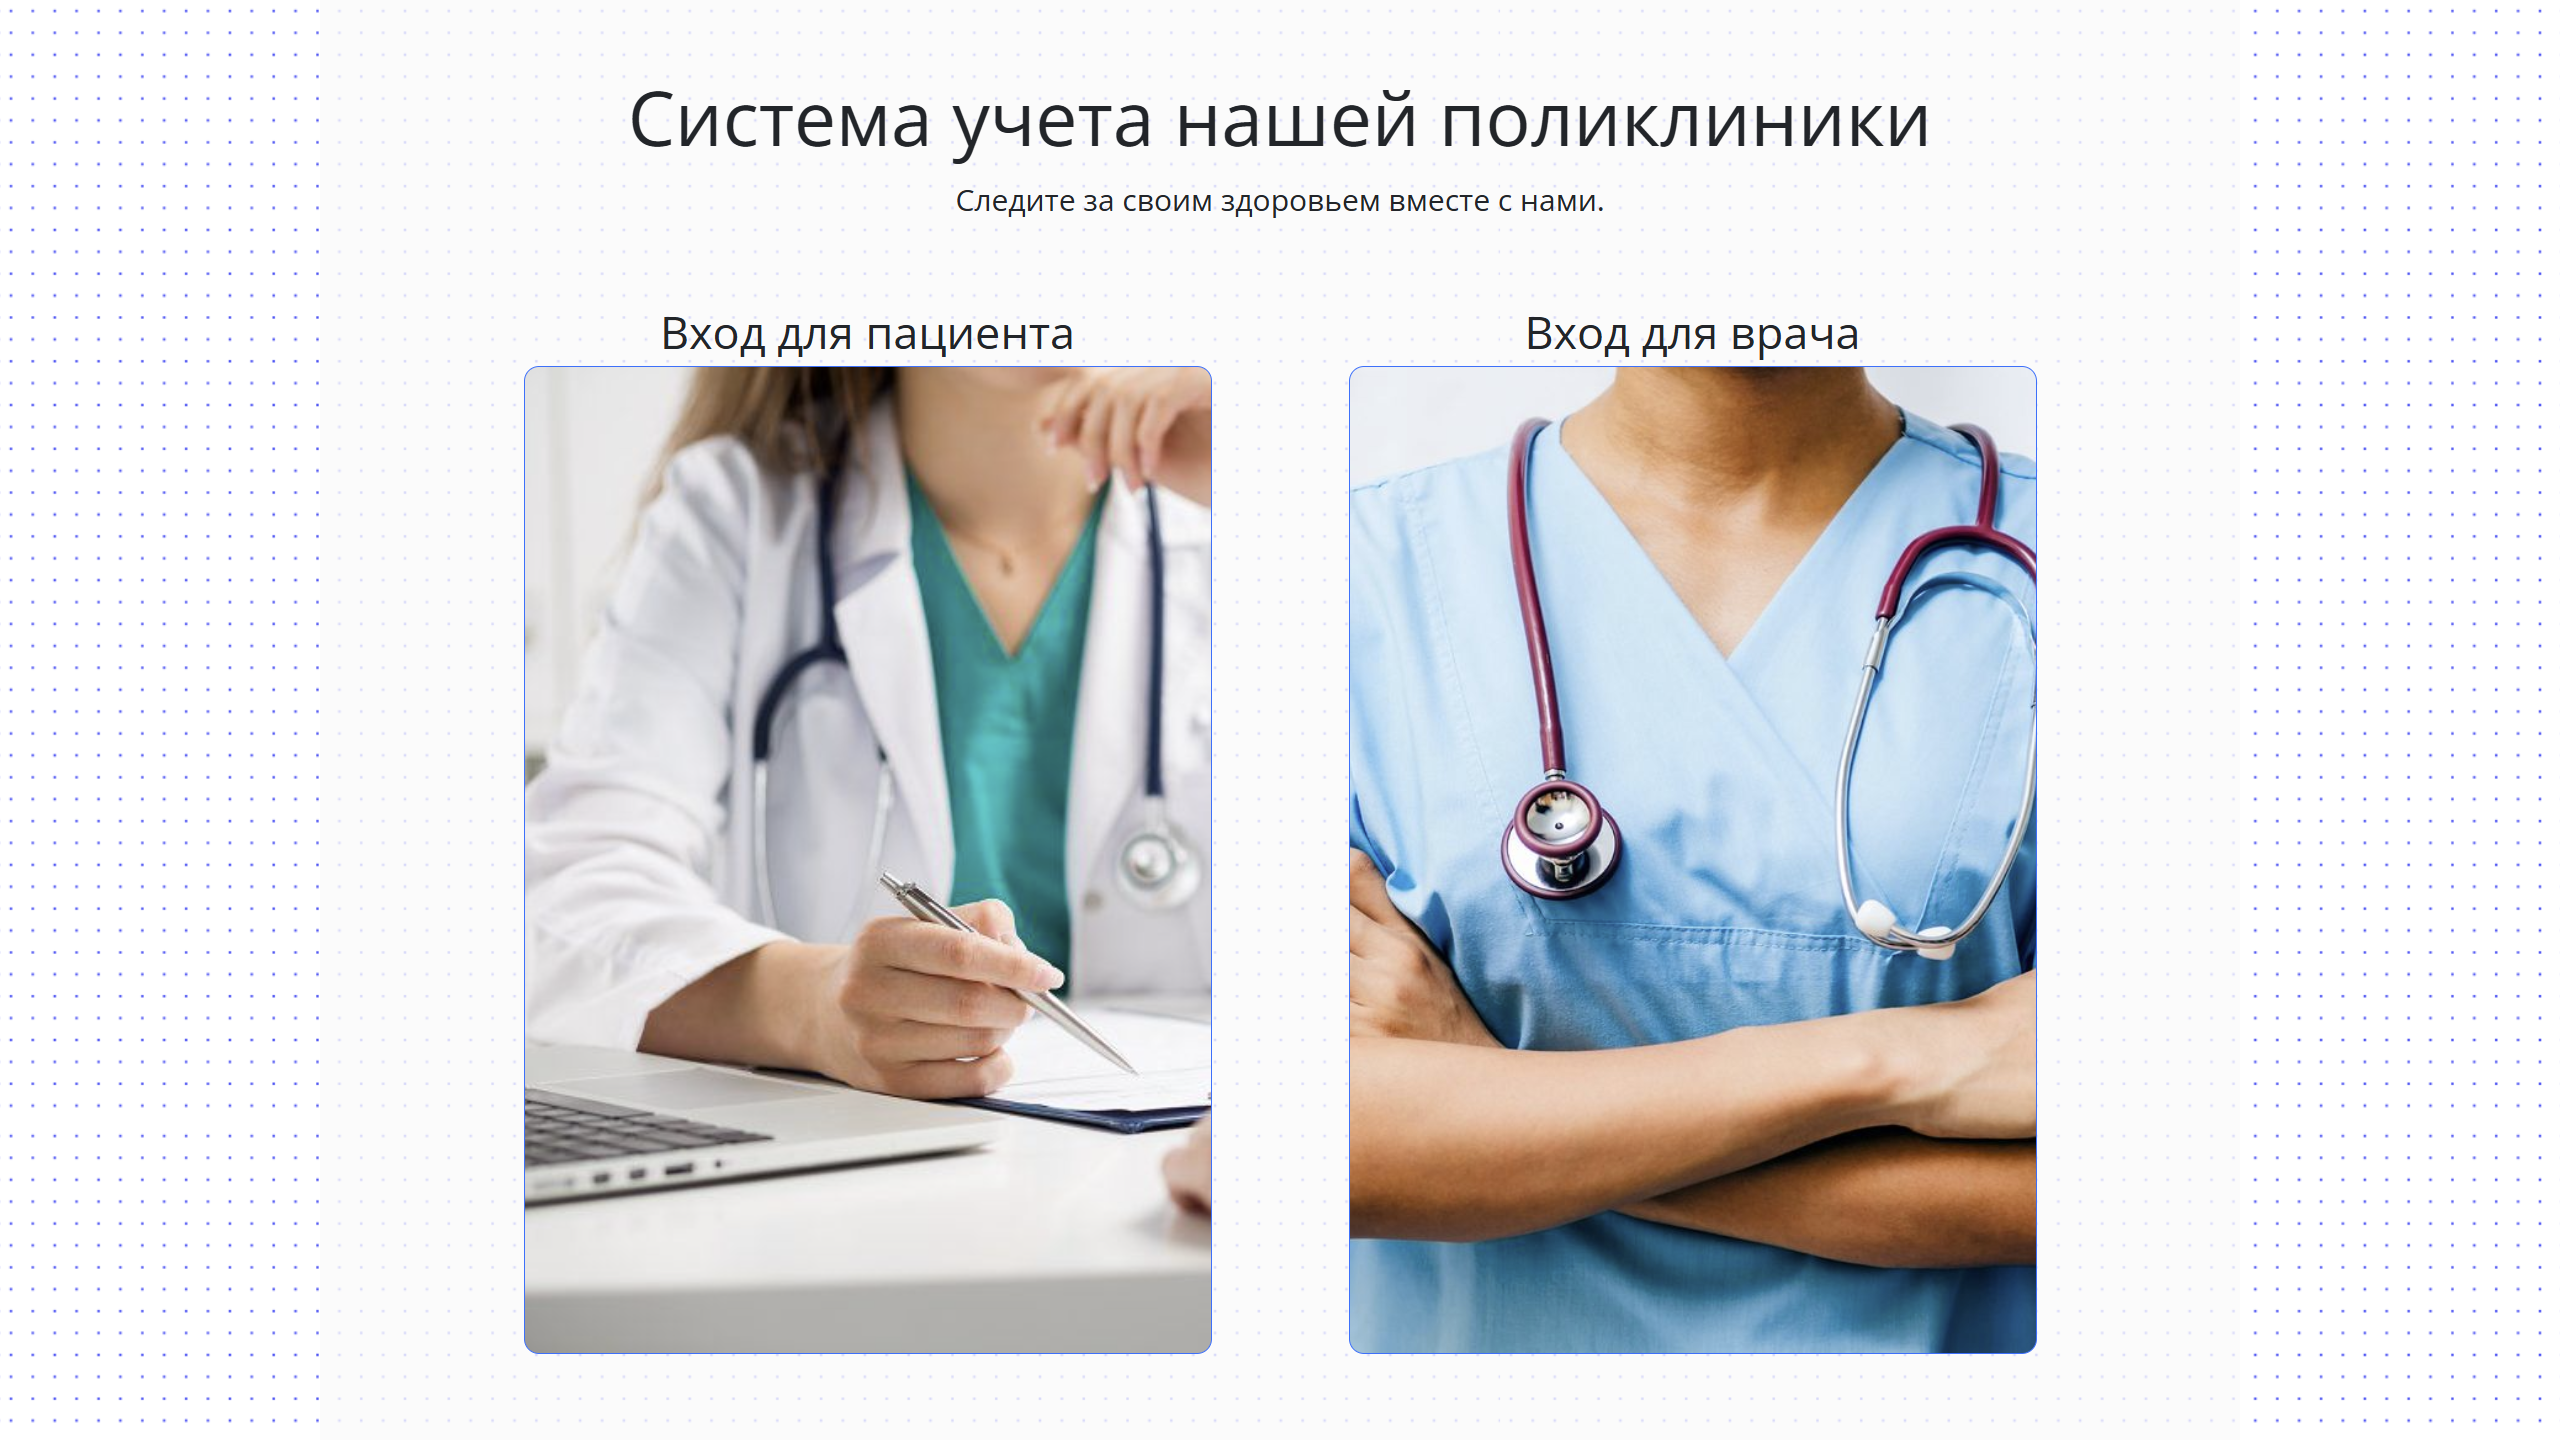 Система учета нашей поликлиники
Следите за своим здоровьем вместе с нами.
Вход для пациента
Вход для врача